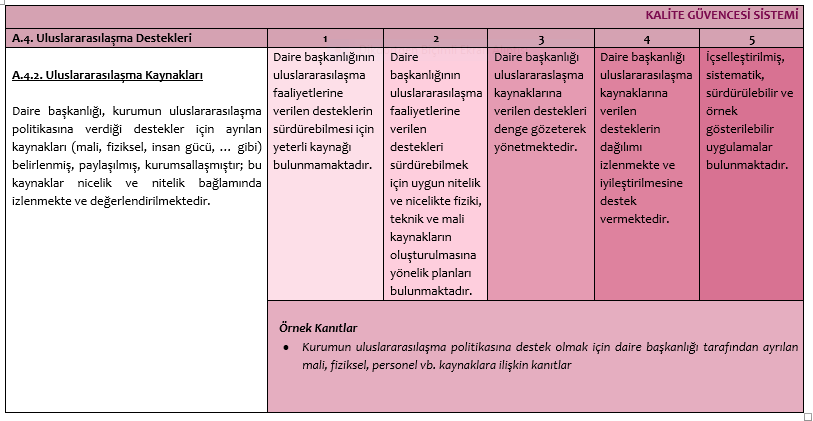 KALİTE GÜVENCESİ SİSTEMİ
A.4. Uluslararasılaşma Destekleri
1
2
3
4
5
A.4.2. Uluslararasılaşma Kaynakları
Daire başkanlığı, kurumun uluslararasılaşma
politikasına verdiği destekler için ayrılan
kaynakları (mali, fiziksel, insan gücü, … gibi)
belirlenmiş, paylaşılmış, kurumsallaşmıştır; bu
kaynaklar nicelik ve nitelik bağlamında
izlenmekte ve değerlendirilmektedir.
Daire başkanlığının
uluslararasılaşma
faaliyetlerine
verilen desteklerin
sürdürebilmesi için
yeterli kaynağı
bulunmamaktadır.
Daire
başkanlığının
uluslararasılaşma
faaliyetlerine
verilen
destekleri
sürdürebilmek
için uygun nitelik
ve nicelikte fiziki,
teknik ve mali
kaynakların
oluşturulmasına
yönelik planları
bulunmaktadır.
Daire başkanlığı
uluslararaslaşma
kaynaklarına
verilen destekleri
denge gözeterek
yönetmektedir.
Daire başkanlığı
uluslararasılaşma
kaynaklarına
verilen
desteklerin
dağılımı
izlenmekte ve
iyileştirilmesine
destek
vermektedir.
İçselleştirilmiş,
sistematik,
sürdürülebilir ve
örnek
gösterilebilir
uygulamalar
bulunmaktadır.
Örnek Kanıtlar
• Kurumun uluslararasılaşma politikasına destek olmak için daire başkanlığı tarafından ayrılan
mali, fiziksel, personel vb. kaynaklara ilişkin kanıtlar